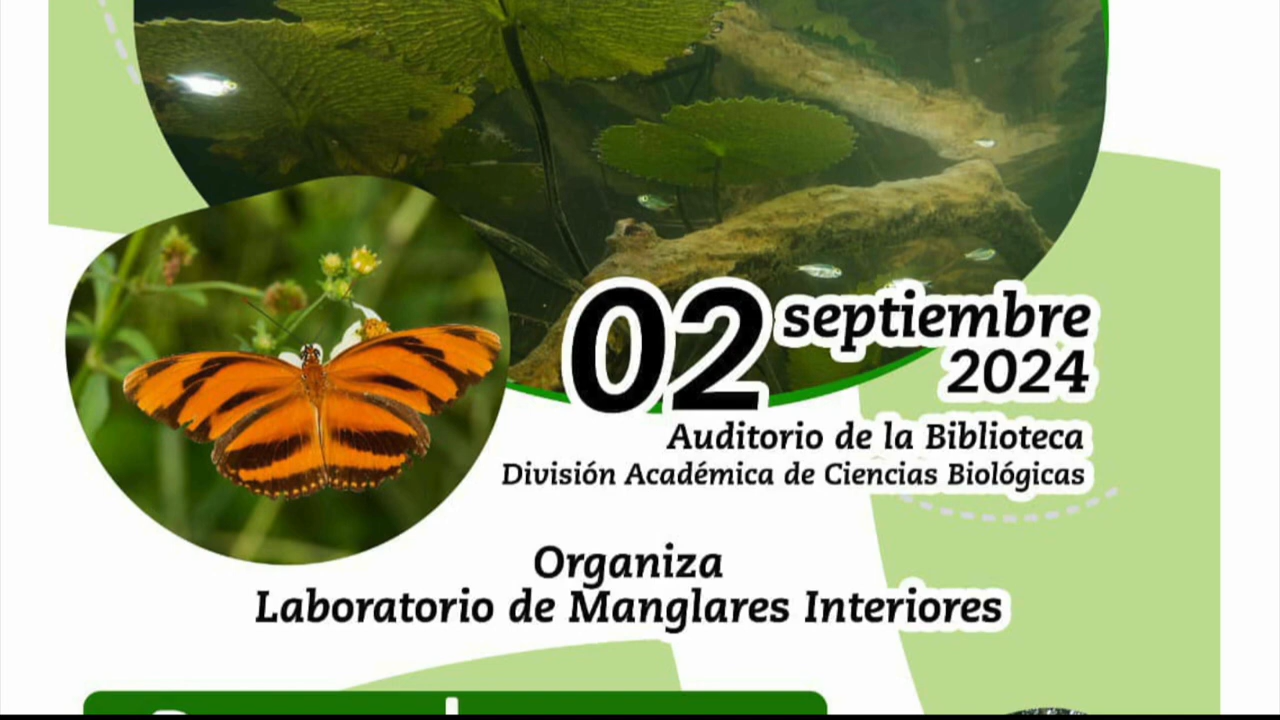 02 septiembre
2024
Auditorio de la Biblioteca
División Académica de Ciencias Biológicas
Organiza
Laboratorio de Manglares Interiores